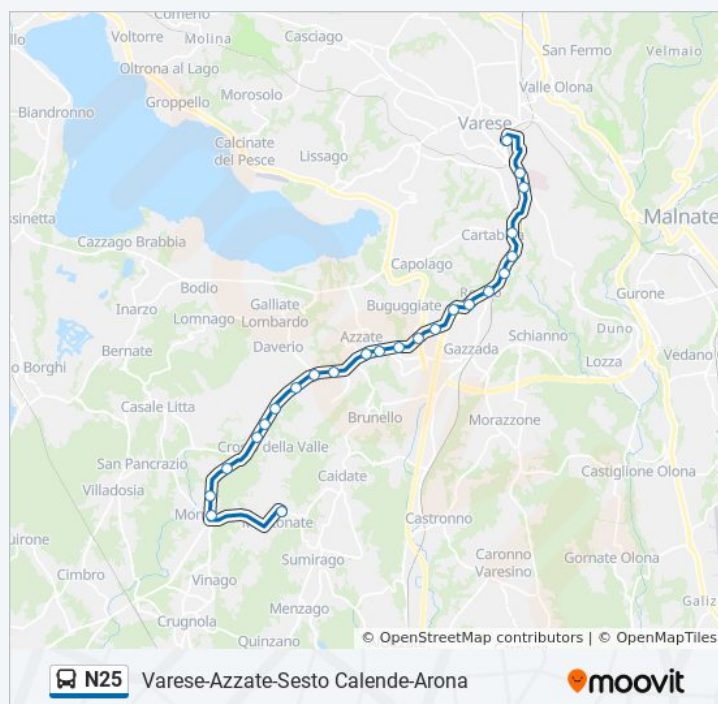 Comerio
Casciago
Voltorre
Molina
San Fermo
Velmaio
Oltrona al Lago
Valle Olona
Groppello
Morosolo
Biandronno
Varese
Calcinate
del Pesce
Lissago
Malnate
Cazzago Brabbia
Capolago
Bodio
Gurone
Inarzo
Galliate
Lombardo
Buguggiate
Lomnago
Schianno
Duno
Azzate
Daverio
Gazzada
Bernate
Lozza
Vedano
Brunello
Casale Litta
Morazzone
San Pancrazio
Caidate
Castiglione Olona
Villadosia
Castronno
Sumirago
Caronno
Varesino
Gornate Olona
Cimbro
Vinago
Menzago
Crugnola
Quinzano
© OpenStreetMap contributors | © OpenMapTiles
N25 Varese-Azzate-Sesto Calende-Arona
moovit